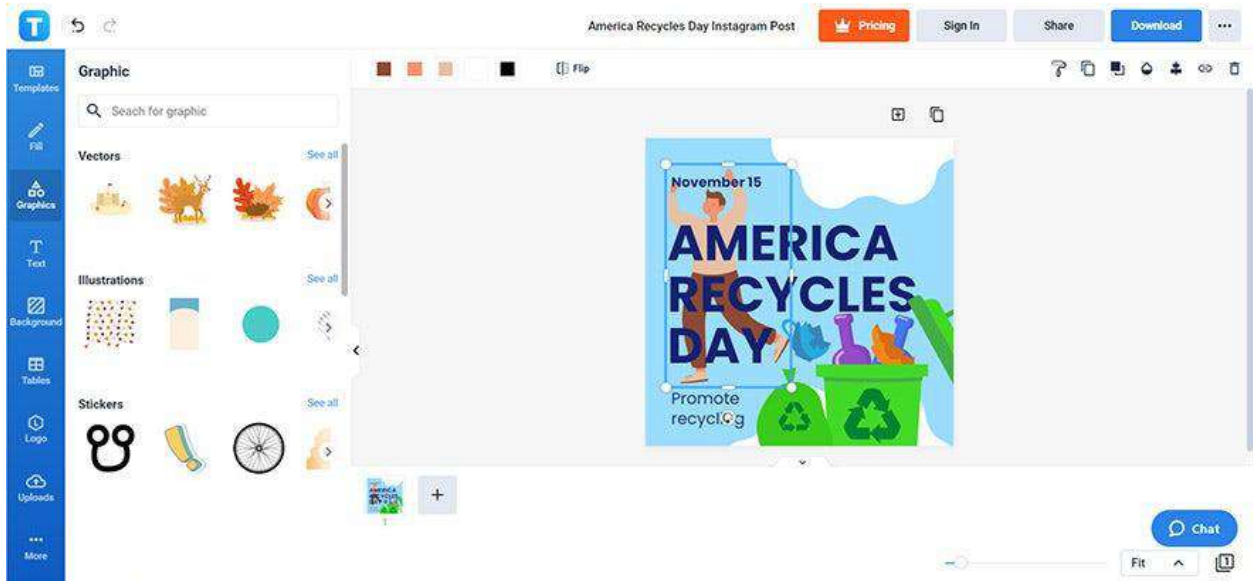 T
America Recycles Day Instagram Post
Pricing
Sign In
Share
Download
Templates
Fill
Graphics
Text
Background
Tables
Logo
Uploads
More
Graphic
Seach for graphic
Vectors
See all
Illustrations
See all
Stickers
See all
Flip
November 15
AMERICA
RECYCLES
DAY
Promote
recycling
1
Chat
Fit
1